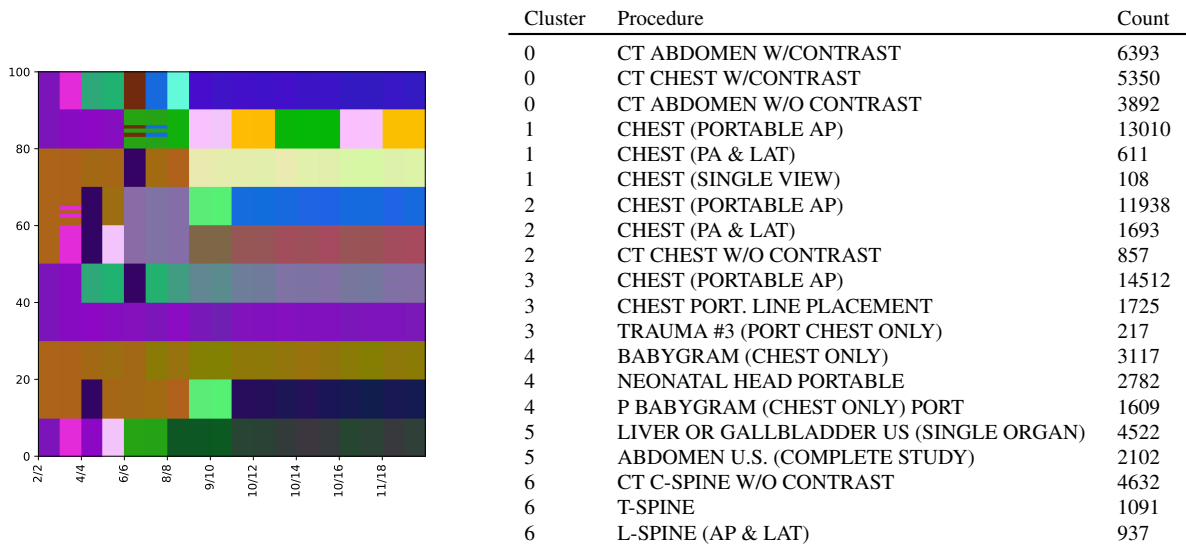 100
80
60
40
20
0
2/2
4/4
6/6
8/8
9/10
10/12
10/14
10/16
11/18
Cluster Procedure Count
0 CT ABDOMEN W/CONTRAST 6393
0 CT CHEST W/CONTRAST 5350
0 CT ABDOMEN W/O CONTRAST 3892
1 CHEST (PORTABLE AP) 13010
1 CHEST (PA & LAT) 611
1 CHEST (SINGLE VIEW) 108
2 CHEST (PORTABLE AP) 11938
2 CHEST (PA & LAT) 1693
2 CT CHEST W/O CONTRAST 857
3 CHEST (PORTABLE AP) 14512
3 CHEST PORT. LINE PLACEMENT 1725
3 TRAUMA #3 (PORT CHEST ONLY) 217
4 BABYGRAM (CHEST ONLY) 3117
4 NEONATAL HEAD PORTABLE 2782
4 P BABYGRAM (CHEST ONLY) PORT 1609
5 LIVER OR GALLBLADDER US (SINGLE ORGAN) 4522
5 ABDOMEN U.S. (COMPLETE STUDY) 2102
6 CT C-SPINE W/O CONTRAST 4632
6 T-SPINE 1091
6 L-SPINE (AP & LAT) 937